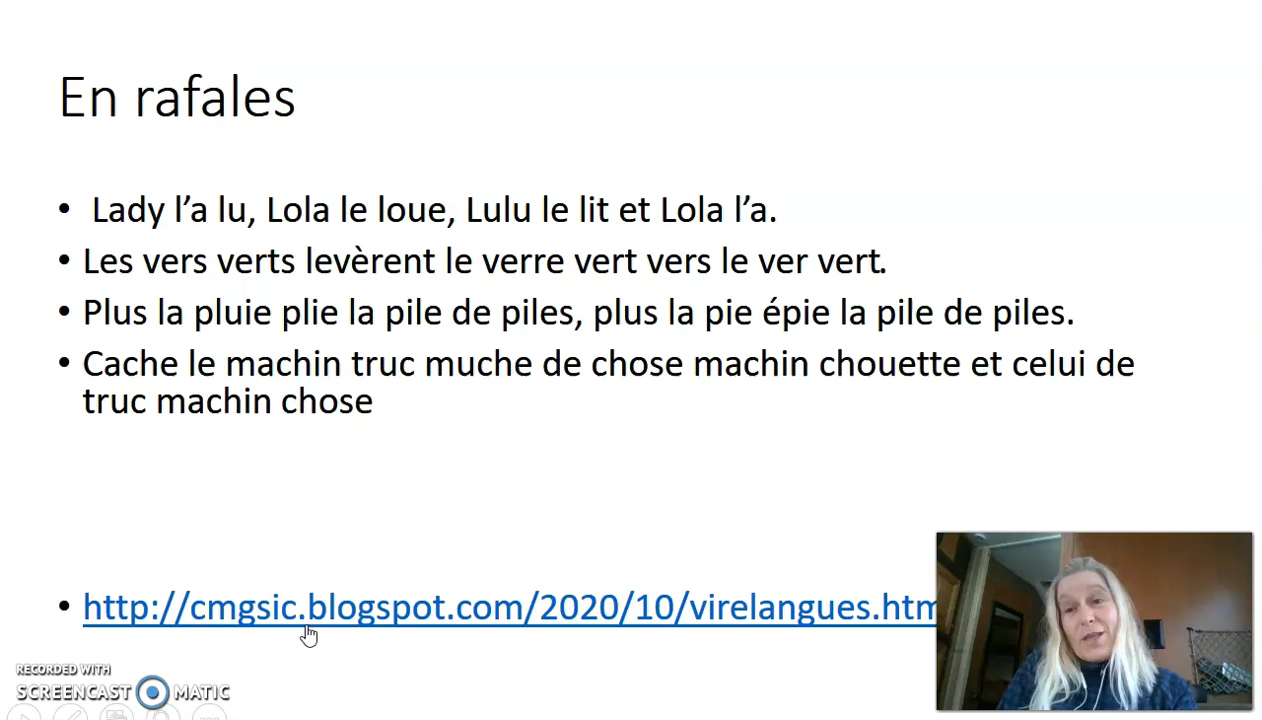 En rafales
• Lady l’a lu, Lola le loue, Lulu le lit et Lola l’a.
• Les vers verts levèrent le verre vert vers le ver vert.
• Plus la pluie plie la pile de piles, plus la pie épie la pile de piles.
• Cache le machin truc muche de chose machin chouette et celui de
truc machin chose
• http://cmgsic.blogspot.com/2020/10/virelangues.htm
RECORDED WITH
SCREENCAST MATIC